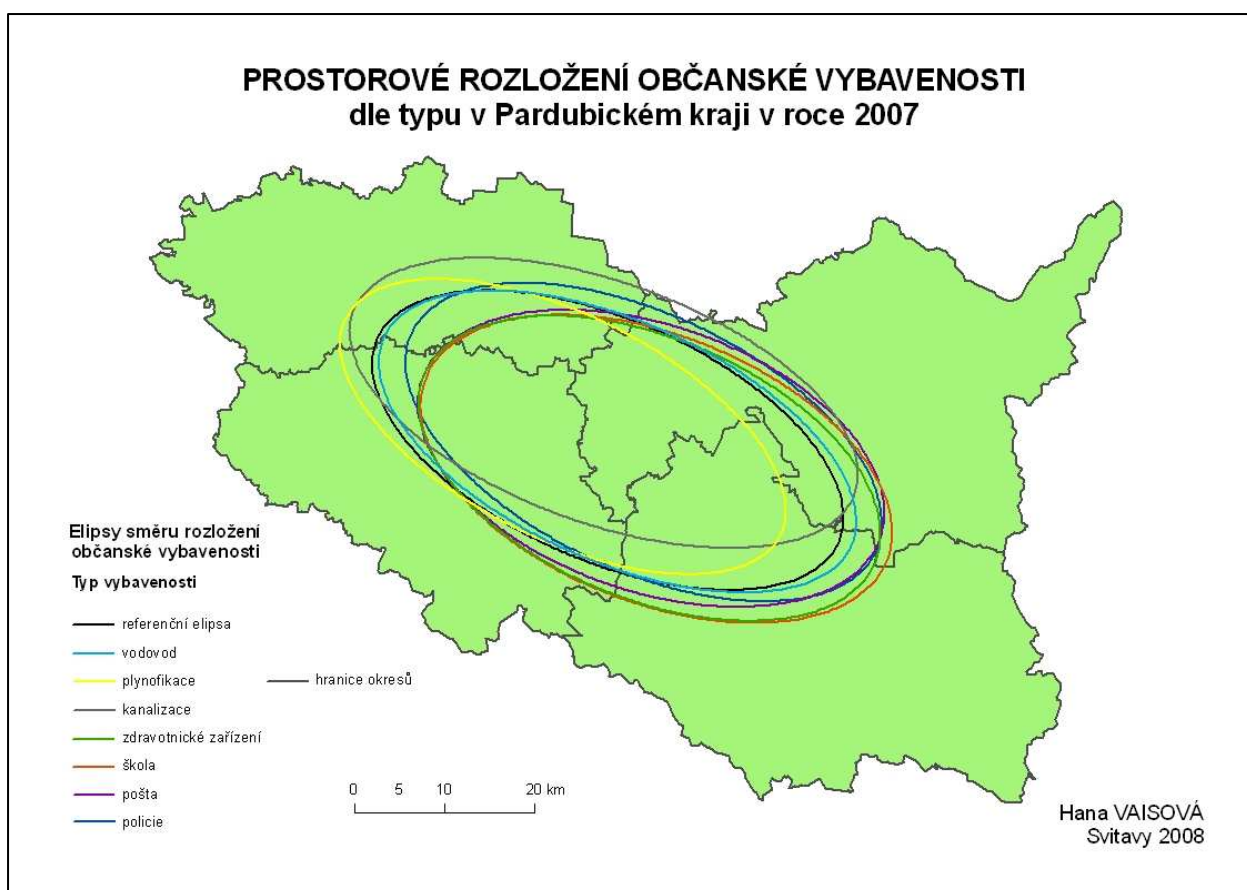 PROSTOROVÉ ROZLOŽENÍ OBČANSKÉ VYBAVENOSTI
dle typu v Pardubickém kraji v roce 2007
Elipsy směru rozložení
občanské vybavenosti
Typ vybavenosti
referenční elipsa
vodovod
plynofikace
hranice okresů
kanalizace
zdravotnické zařízení
škola
pošta
policie
0 5 10 20 km
Hana VAISOVÁ
Svitavy 2008